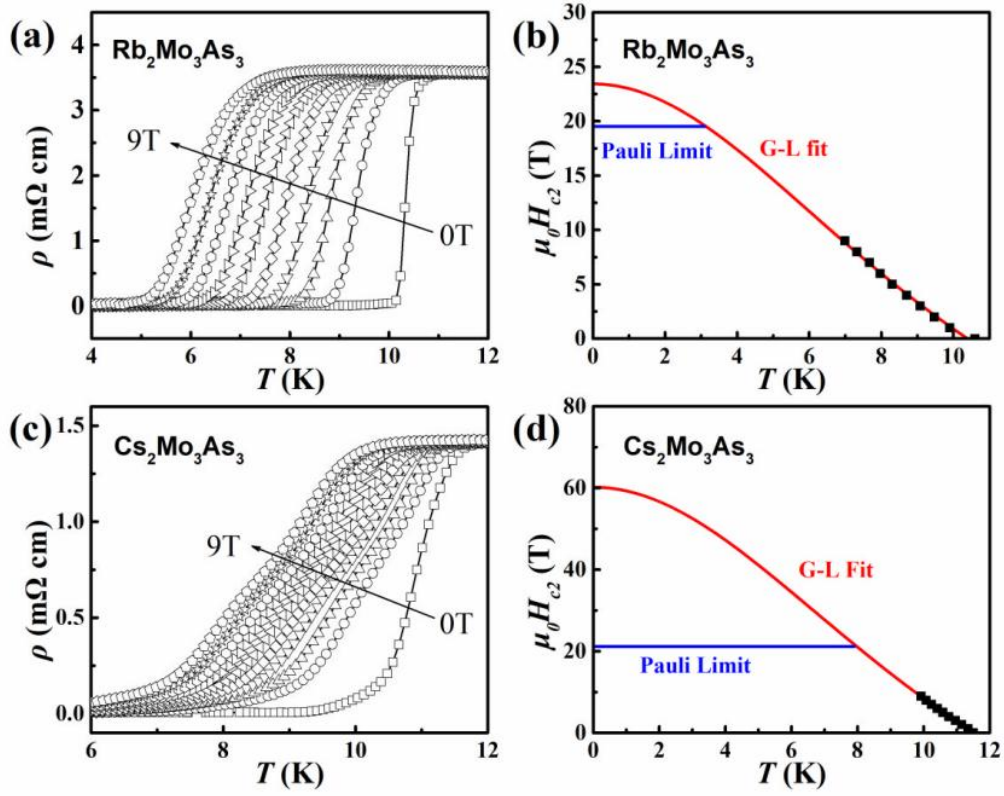 (a)
Rb₂Mo₃As₃
9T
0T
ρ (mΩ cm)
4
3
2
1
0
4 6 8 10 12
T (K)
(b)
Rb₂Mo₃As₃
Pauli Limit
G-L fit
μ₀H_c2 (T)
30
25
20
15
10
5
0
0 2 4 6 8 10
T (K)
(c)
Cs₂Mo₃As₃
9T
0T
ρ (mΩ cm)
1.5
1.0
0.5
0.0
6 8 10 12
T (K)
(d)
Cs₂Mo₃As₃
G-L Fit
Pauli Limit
μ₀H_c2 (T)
80
60
40
20
0
0 2 4 6 8 10 12
T (K)